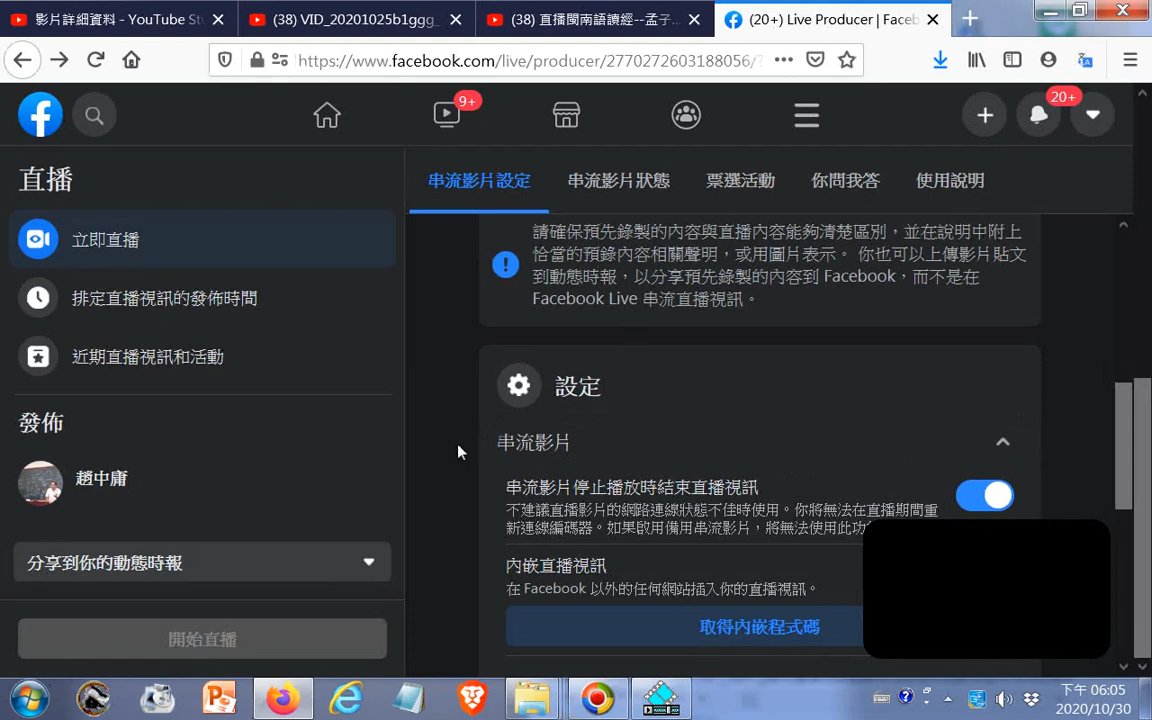 影片詳細資料 - YouTube St
(38) VID_20201025b1ggg_
(38) 直播閩南語讀經--孟子
(20+) Live Producer | Faceb
https://www.facebook.com/live/producer/2770272603188056/?
9+
20+
直播
立即直播
排定直播視訊的發佈時間
近期直播視訊和活動
發佈
趙中庸
分享到你的動態時報
開始直播
串流影片設定
串流影片狀態
票選活動
你問我答
使用說明
請確保預先錄製的內容與直播內容能夠清楚區別，並在說明中附上
恰當的預錄內容相關聲明，或用圖片表示。 你也可以上傳影片貼文
到動態時報，以分享預先錄製的內容到 Facebook，而不是在
Facebook Live 串流直播視訊。
設定
串流影片
串流影片停止播放時結束直播視訊
不建議直播影片的網路連線狀態不佳時使用。你將無法在直播期間重
新連線編碼器。如果啟用備用串流影片，將無法使用此功
內嵌直播視訊
在 Facebook 以外的任何網站插入你的直播視訊。
取得內嵌程式碼
下午 06:05
2020/10/30